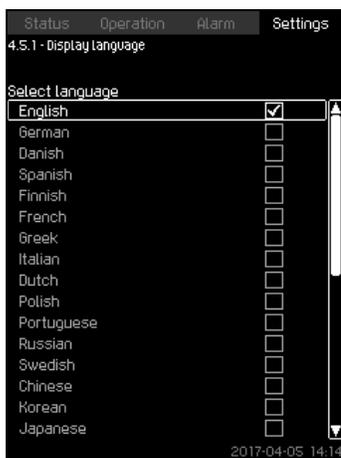 Status Operation Alarm Settings
4.5.1 - Display language
Select language
English
German
Danish
Spanish
Finnish
French
Greek
Italian
Dutch
Polish
Portuguese
Russian
Swedish
Chinese
Korean
Japanese
2017-04-05 14:14